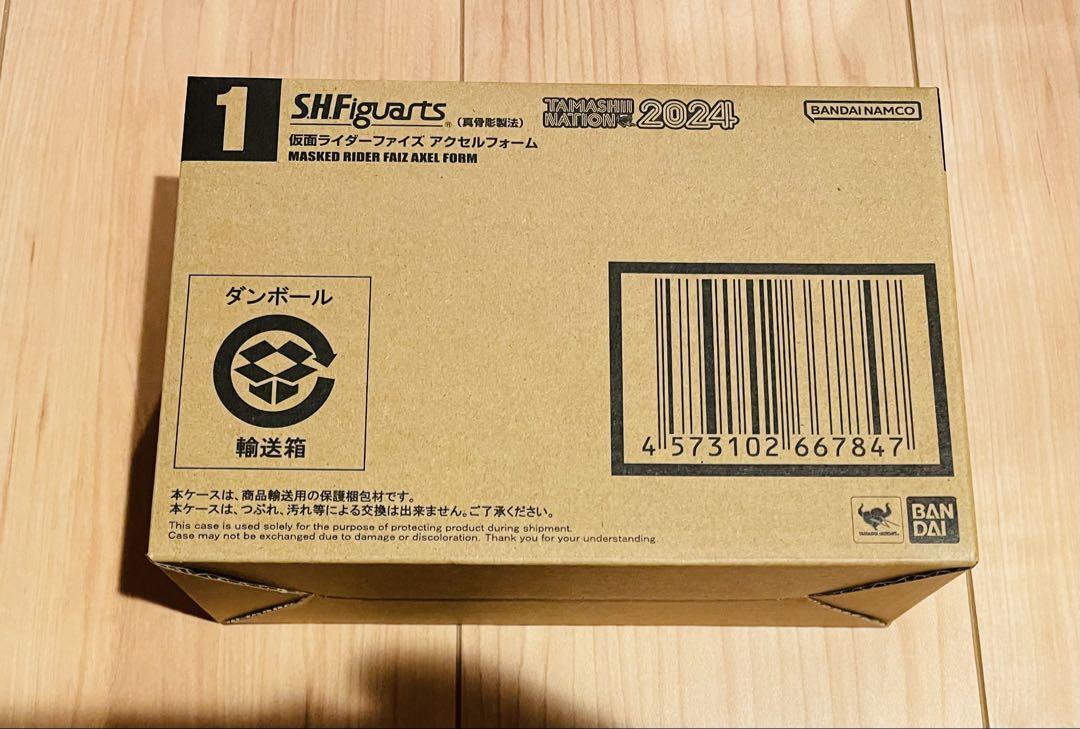 1
S.H.Figuarts® (真骨彫製法)
仮面ライダーファイズ アクセルフォーム
MASKED RIDER FAIZ AXEL FORM
TAMASHII NATION 2024
BANDAI NAMCO
ダンボール
輸送箱
4 573102 667847
本ケースは、商品輸送用の保護梱包材です。
本ケースは、つぶれ、汚れ等による交換は出来ません。ご了承ください。
This case is used solely for the purpose of protecting product during shipment.
Case may not be exchanged due to damage or discoloration. Thank you for your understanding.
TAMASHII NATIONS
BAN
DAI